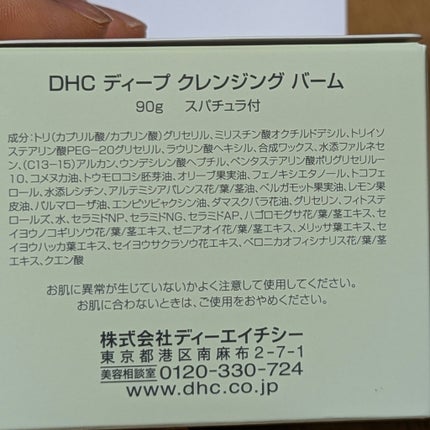 DHC ディープ クレンジング バーム
90g　スパチュラ付
成分:トリ(カプリル酸/カプリン酸)グリセリル、ミリスチン酸オクチルドデシル、トリイソ
ステアリン酸PEG-20グリセリル、ラウリン酸ヘキシル、合成ワックス、水添ファルネセ
ン、(C13-15)アルカン、ウンデシレン酸ヘプチル、ペンタステアリン酸ポリグリセリル-
10、コメヌカ油、トウモロコシ胚芽油、オリーブ果実油、フェノキシエタノール、トコフェ
ロール、水添レシチン、アルテミシアパレンス花/葉/茎油、ベルガモット果実油、レモン果
皮油、パルマローザ油、エンピツビャクシン油、ダマスクバラ花油、グリセリン、フィトステ
ロールズ、水、セラミドNP、セラミドNG、セラミドAP、ハゴロモグサ花/葉/茎エキス、セ
イヨウノコギリソウ花/葉/茎エキス、ゼニアオイ花/葉/茎エキス、メリッサ葉エキス、セ
イヨウハッカ葉エキス、セイヨウサクラソウ花エキス、ベロニカオフィシナリス花/葉/茎
エキス、クエン酸
お肌に異常が生じていないかよく注意して使用してください。
お肌に合わないときは、ご使用をおやめください。
株式会社ディーエイチシー
東京都港区南麻布2-7-1
美容相談室 0120-330-724
www.dhc.co.jp